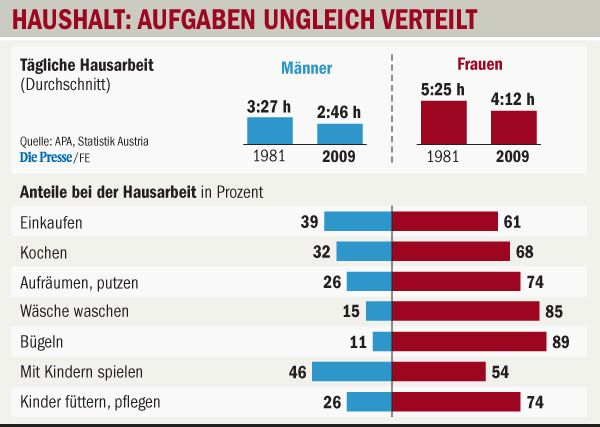 HAUSHALT: AUFGABEN UNGLEICH VERTEILT
Tägliche Hausarbeit
(Durchschnitt)
Männer
Frauen
3:27 h
2:46 h
5:25 h
4:12 h
1981
2009
1981
2009
Quelle: APA, Statistik Austria
Die Presse/FE
Anteile bei der Hausarbeit in Prozent
Einkaufen 39 61
Kochen 32 68
Aufräumen, putzen 26 74
Wäsche waschen 15 85
Bügeln 11 89
Mit Kindern spielen 46 54
Kinder füttern, pflegen 26 74